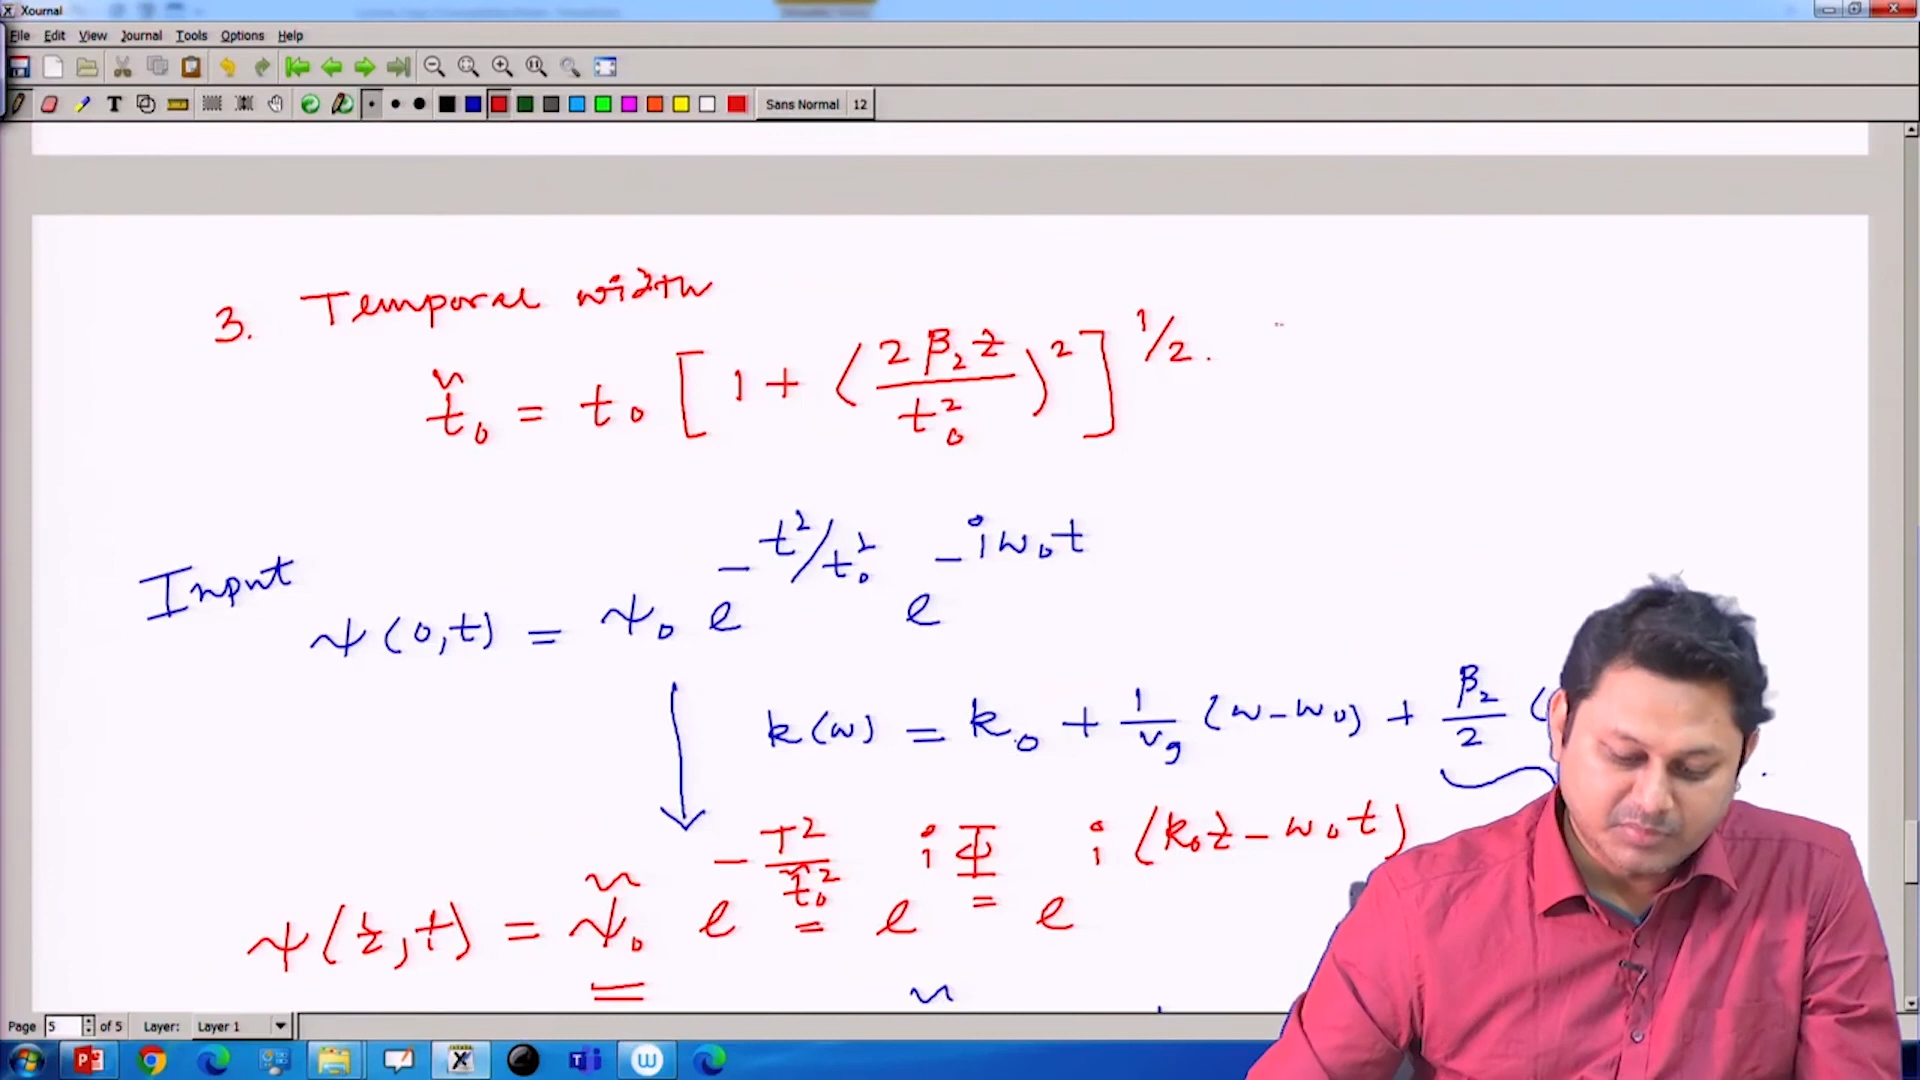 Xournal
File Edit View Journal Tools Options Help
Sans Normal 12
3. Temporal width
t̃₀ = t₀ [ 1 + ( 2 β₂ z / t₀² )² ]^1/2 .
Input
ψ(0,t) = ψ₀ e^-t²/t₀² e^-iω₀t
k(ω) = k₀ + 1/v_g (ω-ω₀) + β₂/2 (
ψ(z,t) = ψ̃₀ e^-T²/t̃₀² e^iΦ e^i(k₀z-ω₀t)
Page 5 of 5 Layer: Layer 1